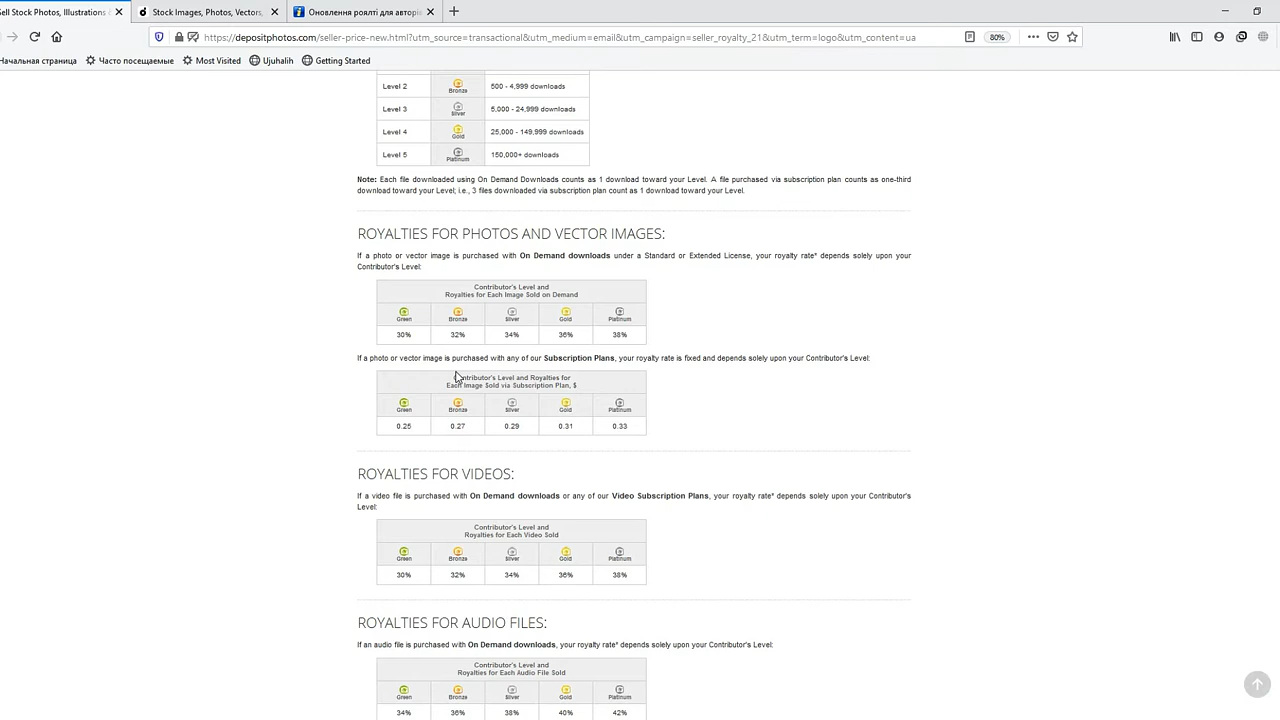 Sell Stock Photos, Illustrations
Stock Images, Photos, Vectors,
Оновлення роялті для авторів
https://depositphotos.com/seller-price-new.html?utm_source=transactional&utm_medium=email&utm_campaign=seller_royalty_21&utm_term=logo&utm_content=ua
80%
Начальная страница
Часто посещаемые
Most Visited
Ujuhalih
Getting Started
Level 2 Bronze 500 - 4,999 downloads
Level 3 Silver 5,000 - 24,999 downloads
Level 4 Gold 25,000 - 149,999 downloads
Level 5 Platinum 150,000+ downloads
Note: Each file downloaded using On Demand Downloads counts as 1 download toward your Level. A file purchased via subscription plan counts as one-third
download toward your Level; i.e., 3 files downloaded via subscription plan count as 1 download toward your Level.
ROYALTIES FOR PHOTOS AND VECTOR IMAGES:
If a photo or vector image is purchased with On Demand downloads under a Standard or Extended License, your royalty rate* depends solely upon your
Contributor's Level:
Contributor's Level and
Royalties for Each Image Sold on Demand
Green Bronze Silver Gold Platinum
30% 32% 34% 36% 38%
If a photo or vector image is purchased with any of our Subscription Plans, your royalty rate is fixed and depends solely upon your Contributor's Level:
Contributor's Level and Royalties for
Each Image Sold via Subscription Plan, $
Green Bronze Silver Gold Platinum
0.25 0.27 0.29 0.31 0.33
ROYALTIES FOR VIDEOS:
If a video file is purchased with On Demand downloads or any of our Video Subscription Plans, your royalty rate* depends solely upon your Contributor's
Level:
Contributor's Level and
Royalties for Each Video Sold
Green Bronze Silver Gold Platinum
30% 32% 34% 36% 38%
ROYALTIES FOR AUDIO FILES:
If an audio file is purchased with On Demand downloads, your royalty rate* depends solely upon your Contributor's Level:
Contributor's Level and
Royalties for Each Audio File Sold
Green Bronze Silver Gold Platinum
34% 36% 38% 40% 42%